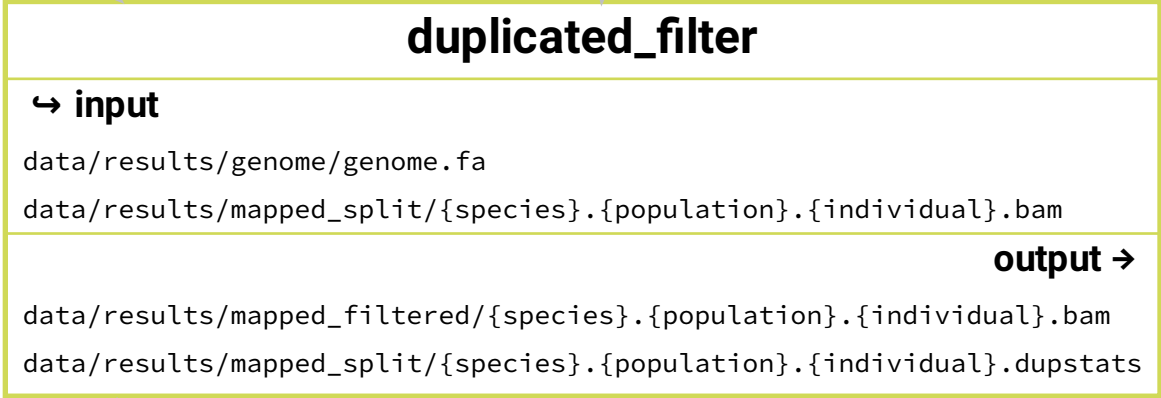 duplicated_filter
↪ input
data/results/genome/genome.fa
data/results/mapped_split/{species}.{population}.{individual}.bam
output →
data/results/mapped_filtered/{species}.{population}.{individual}.bam
data/results/mapped_split/{species}.{population}.{individual}.dupstats